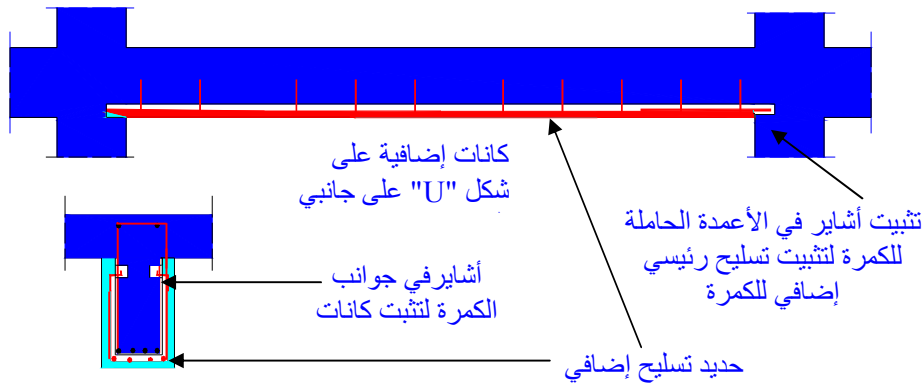 كانات إضافية على
شكل "U" على جانبي
تثبيت أشاير في الأعمدة الحاملة
للكمرة لتثبيت تسليح رئيسي
إضافي للكمرة
أشايرفي جوانب
الكمرة لتثبت كانات
حديد تسليح إضافي